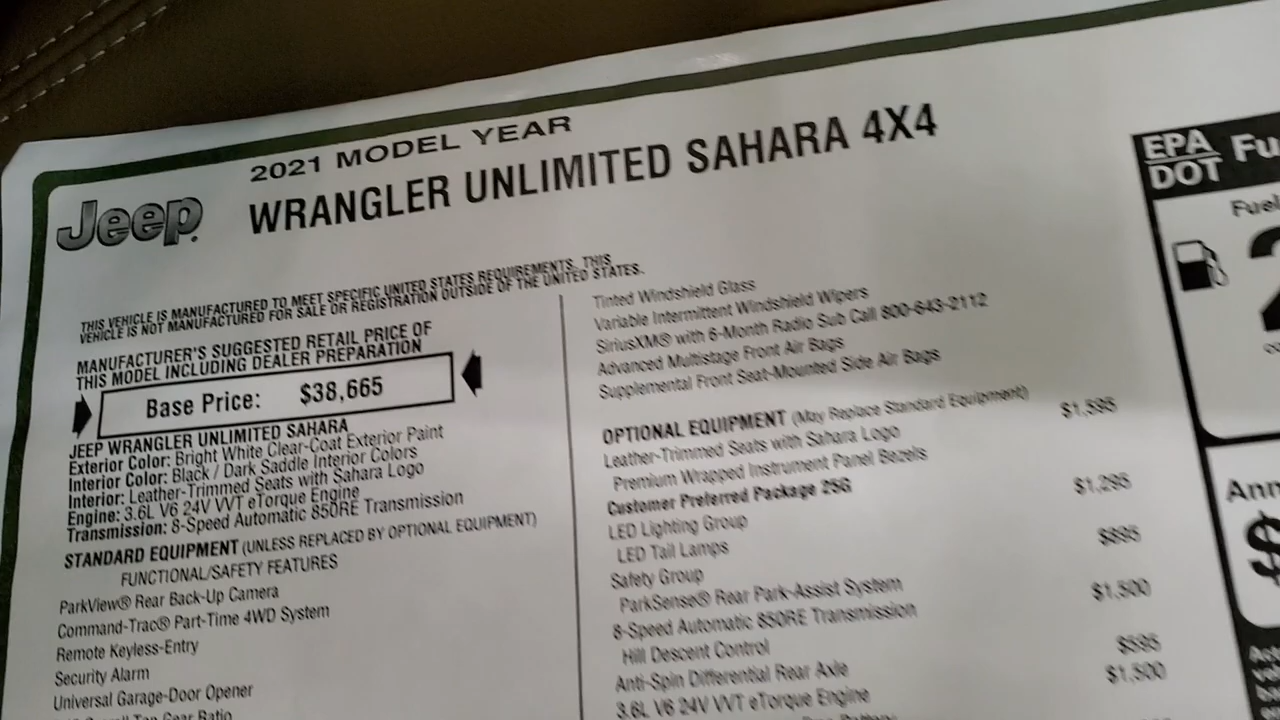 2021 MODEL YEAR
Jeep
WRANGLER UNLIMITED SAHARA 4X4
THIS VEHICLE IS MANUFACTURED TO MEET SPECIFIC UNITED STATES REQUIREMENTS. THIS
VEHICLE IS NOT MANUFACTURED FOR SALE OR REGISTRATION OUTSIDE OF THE UNITED STATES.
MANUFACTURER'S SUGGESTED RETAIL PRICE OF
THIS MODEL INCLUDING DEALER PREPARATION
Base Price: $38,665
JEEP WRANGLER UNLIMITED SAHARA
Exterior Color: Bright White Clear-Coat Exterior Paint
Interior Color: Black / Dark Saddle Interior Colors
Interior: Leather-Trimmed Seats with Sahara Logo
Engine: 3.6L V6 24V VVT eTorque Engine
Transmission: 8-Speed Automatic 850RE Transmission
STANDARD EQUIPMENT (UNLESS REPLACED BY OPTIONAL EQUIPMENT)
FUNCTIONAL/SAFETY FEATURES
ParkView® Rear Back-Up Camera
Command-Trac® Part-Time 4WD System
Remote Keyless-Entry
Security Alarm
Universal Garage-Door Opener
Tinted Windshield Glass
Variable Intermittent Windshield Wipers
SiriusXM® with 6-Month Radio Sub Call 800-643-2112
Advanced Multistage Front Air Bags
Supplemental Front Seat-Mounted Side Air Bags
OPTIONAL EQUIPMENT (May Replace Standard Equipment)
Leather-Trimmed Seats with Sahara Logo $1,595
Premium Wrapped Instrument Panel Bezels
Customer Preferred Package 25G
LED Lighting Group $1,295
LED Tail Lamps
Safety Group $895
ParkSense® Rear Park-Assist System
8-Speed Automatic 850RE Transmission $1,500
Hill Descent Control
Anti-Spin Differential Rear Axle $595
3.6L V6 24V VVT eTorque Engine $1,500
EPA
DOT
Fuel
$